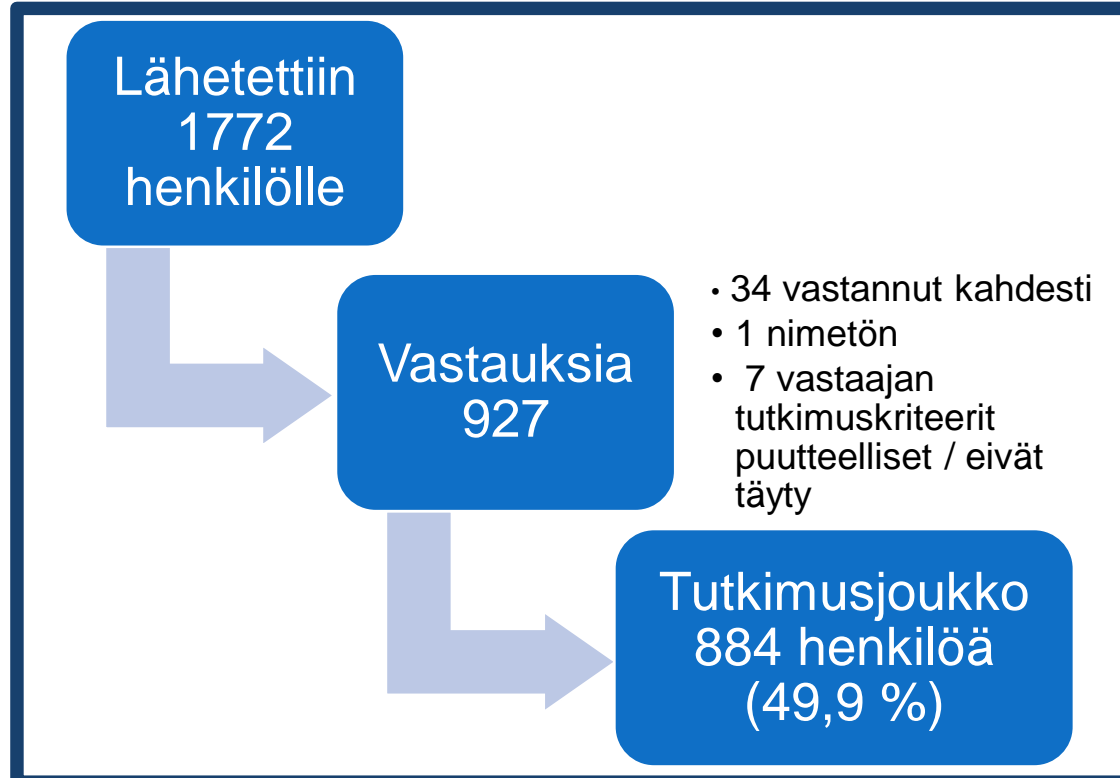 Lähetettiin
1772
henkilölle
Vastauksia
927
• 34 vastannut kahdesti
• 1 nimetön
• 7 vastaajan
tutkimuskriteerit
puutteelliset / eivät
täyty
Tutkimusjoukko
884 henkilöä
(49,9 %)